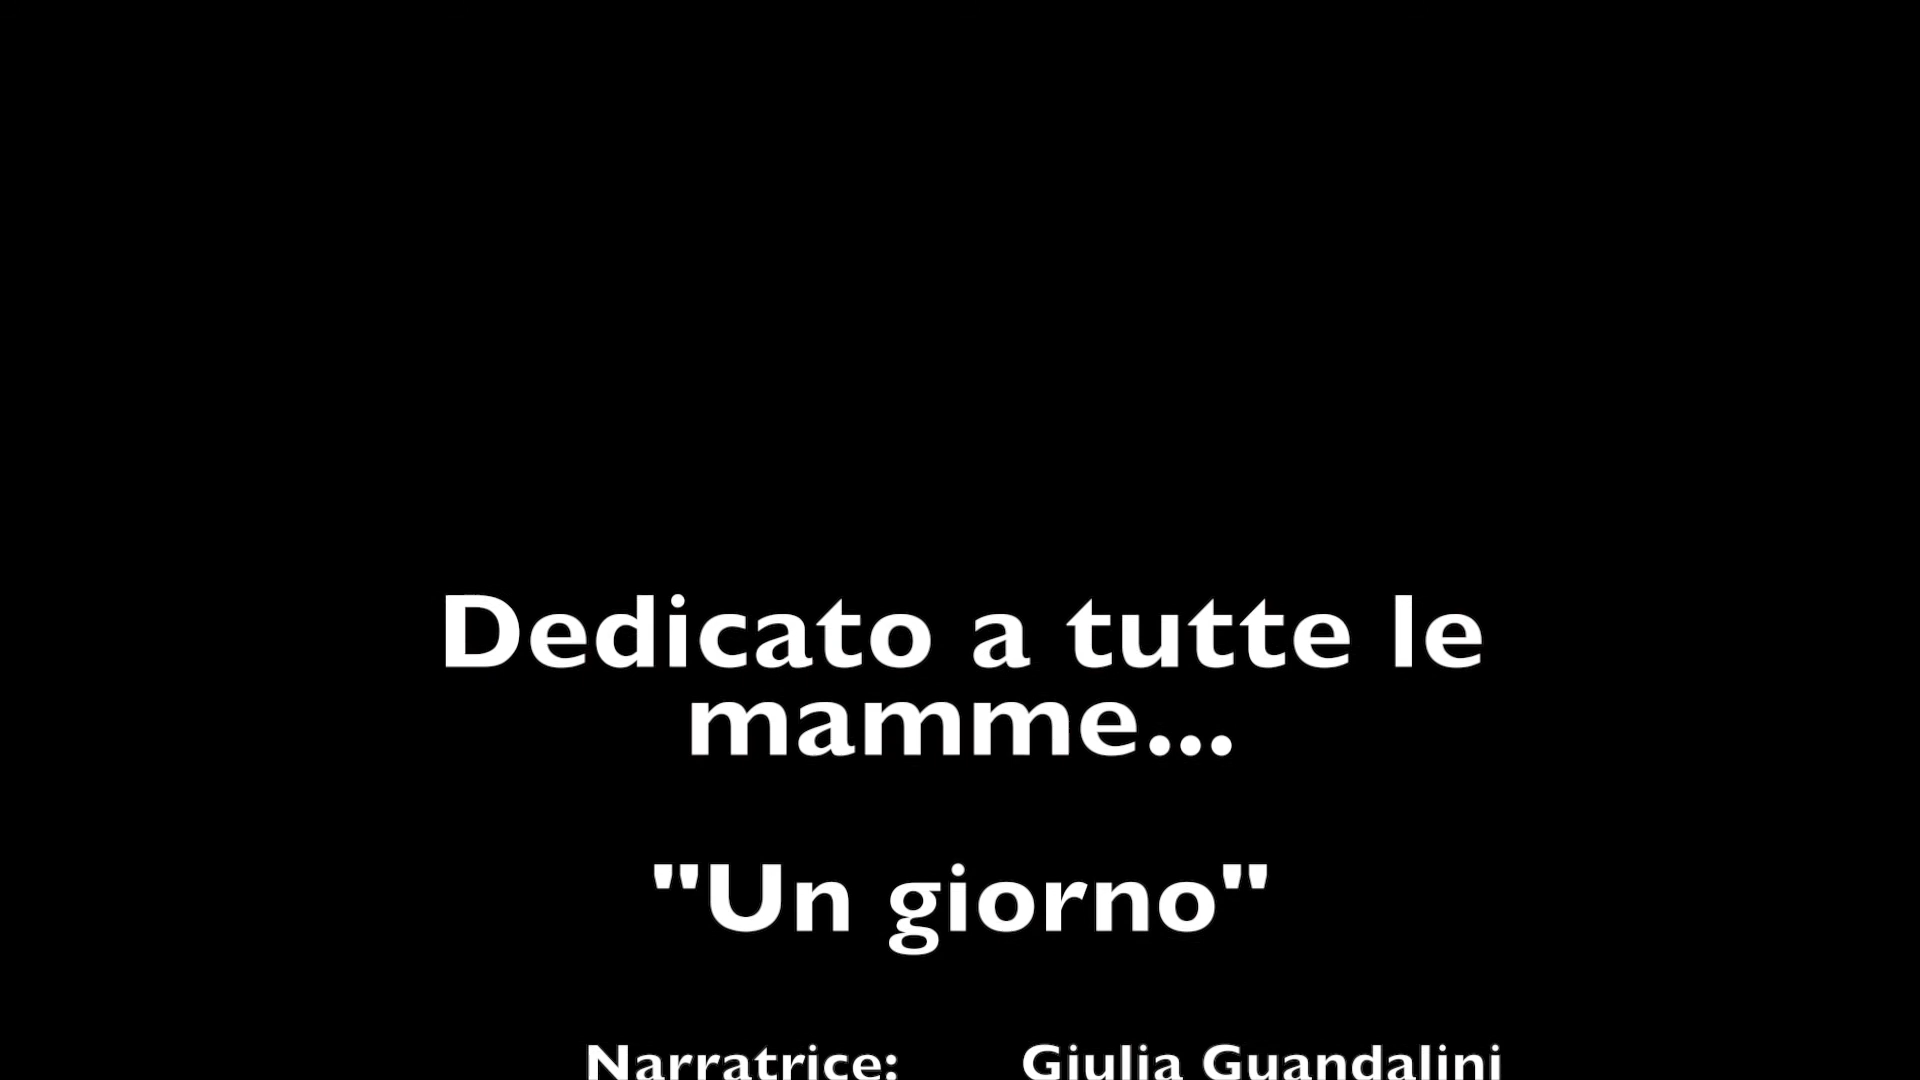 Dedicato a tutte le
mamme...
"Un giorno"
Narratrice: Giulia Guandalini